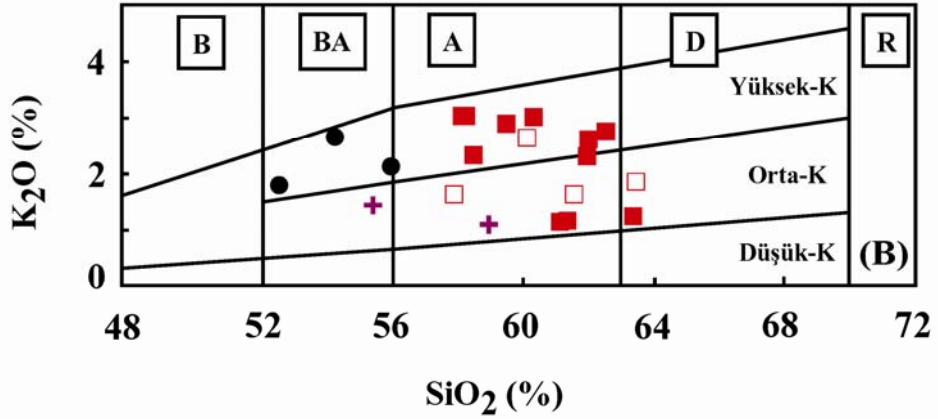 B BA A D R
4
Yüksek-K
K2O (%)
2
Orta-K
Düşük-K
(B)
0
48 52 56 60 64 68 72
SiO2 (%)